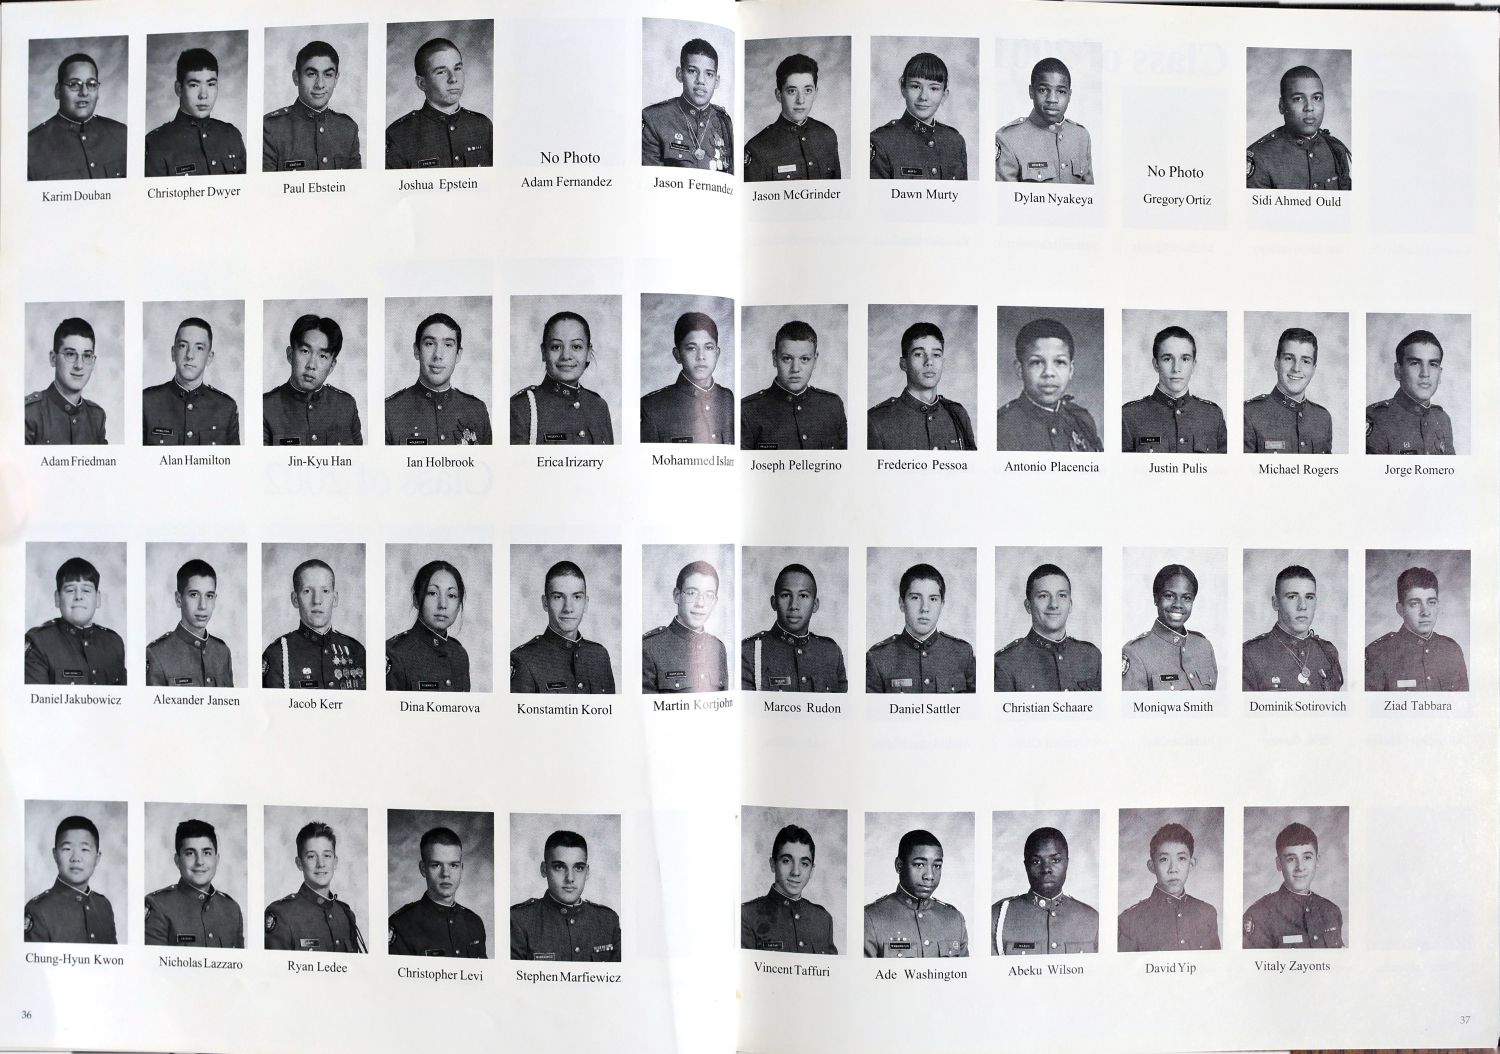 No Photo
Karim Douban
Christopher Dwyer
Paul Ebstein
Joshua Epstein
Adam Fernandez
Jason Fernandez
Adam Friedman
Alan Hamilton
Jin-Kyu Han
Ian Holbrook
Erica Irizarry
Mohammed Islam
Daniel Jakubowicz
Alexander Jansen
Jacob Kerr
Dina Komarova
Konstamtin Korol
Martin Kortjohn
Chung-Hyun Kwon
Nicholas Lazzaro
Ryan Ledee
Christopher Levi
Stephen Marfiewicz
36
No Photo
Jason McGrinder
Dawn Murty
Dylan Nyakeya
Gregory Ortiz
Sidi Ahmed Ould
Joseph Pellegrino
Frederico Pessoa
Antonio Placencia
Justin Pulis
Michael Rogers
Jorge Romero
Marcos Rudon
Daniel Sattler
Christian Schaare
Moniqwa Smith
Dominik Sotirovich
Ziad Tabbara
Vincent Taffuri
Ade Washington
Abeku Wilson
David Yip
Vitaly Zayonts
37